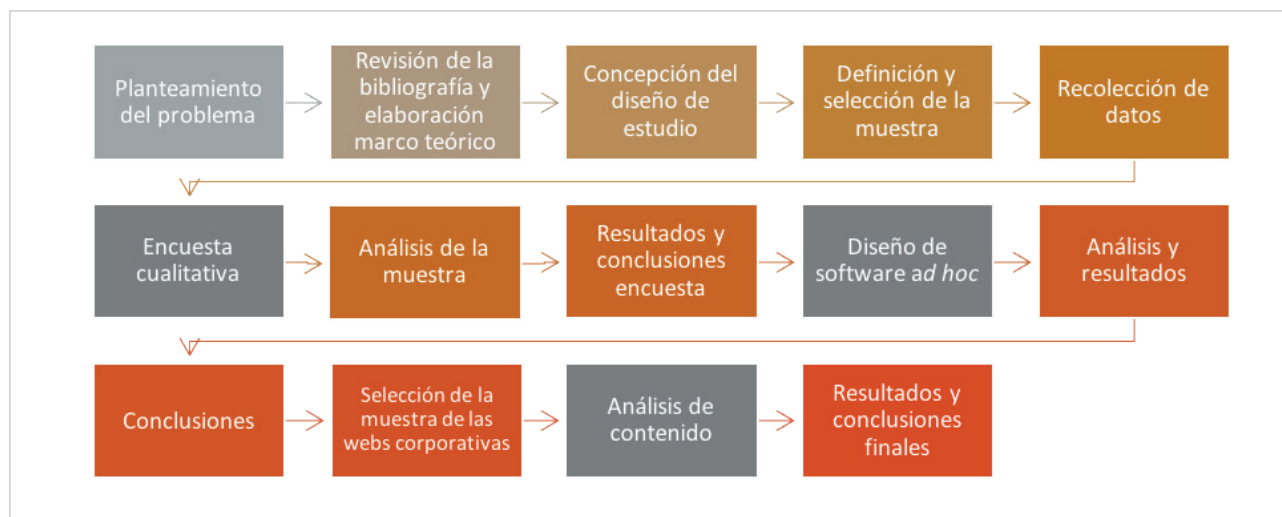 Planteamiento
del problema
Revisión de la
bibliografía y
elaboración
marco teórico
Concepción del
diseño de
estudio
Definición y
selección de la
muestra
Recolección de
datos
Encuesta
cualitativa
Análisis de la
muestra
Resultados y
conclusiones
encuesta
Diseño de
software ad hoc
Análisis y
resultados
Conclusiones
Selección de la
muestra de las
webs corporativas
Análisis de
contenido
Resultados y
conclusiones
finales